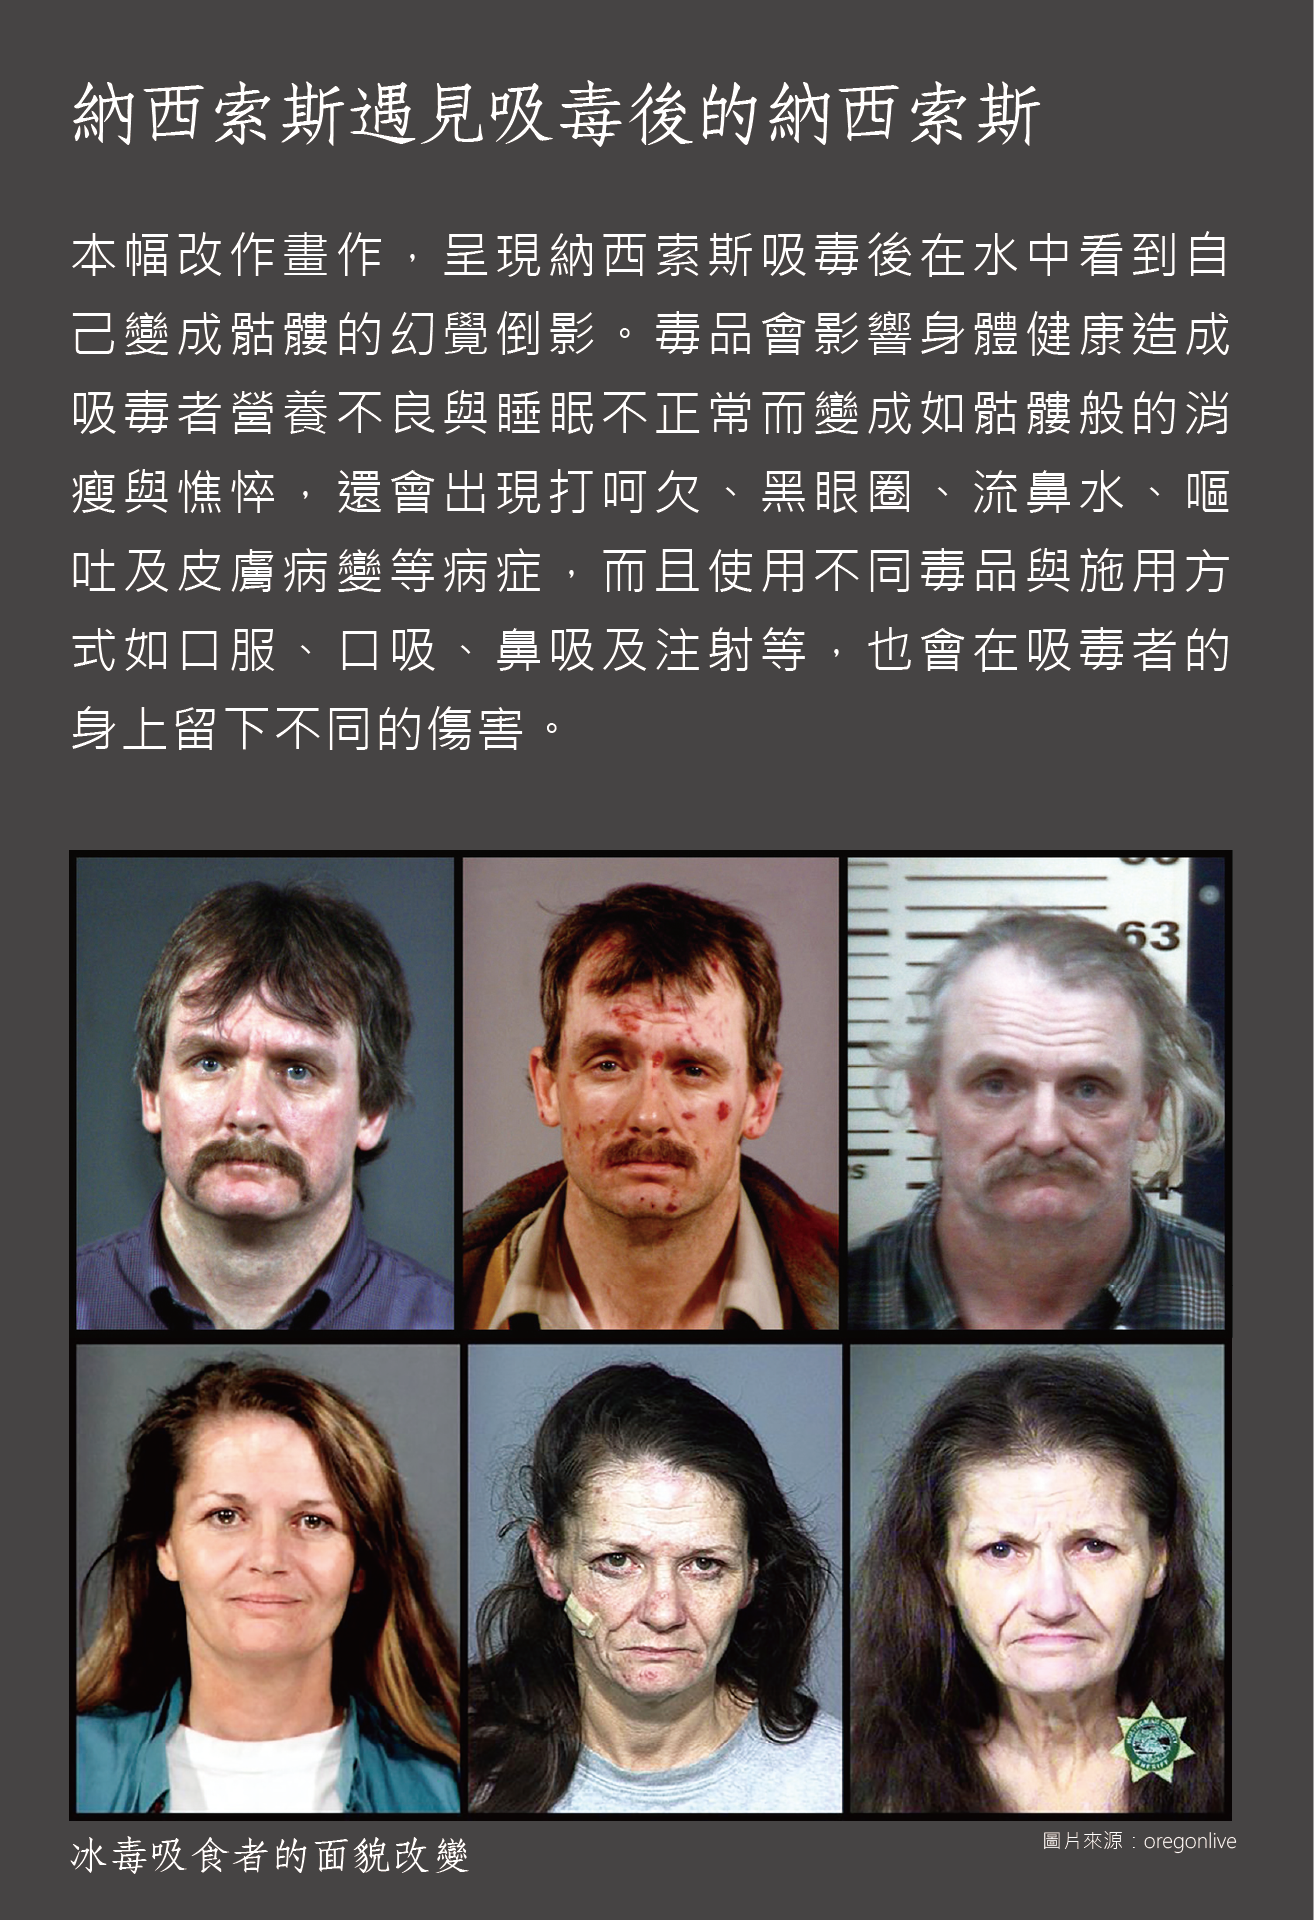 納西索斯遇見吸毒後的納西索斯
本幅改作畫作，呈現納西索斯吸毒後在水中看到自
己變成骷髏的幻覺倒影。毒品會影響身體健康造成
吸毒者營養不良與睡眠不正常而變成如骷髏般的消
瘦與憔悴，還會出現打呵欠、黑眼圈、流鼻水、嘔
吐及皮膚病變等病症，而且使用不同毒品與施用方
式如口服、口吸、鼻吸及注射等，也會在吸毒者的
身上留下不同的傷害。
63
SHERIFF
冰毒吸食者的面貌改變
圖片來源：oregonlive